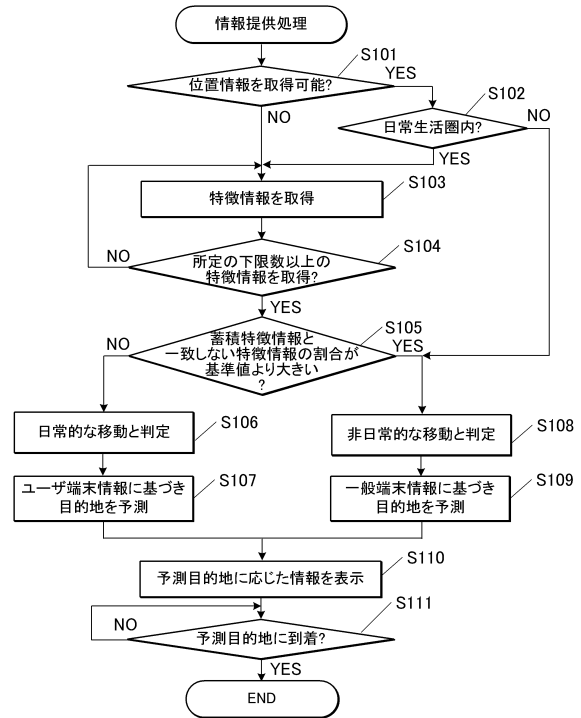 情報提供処理
S101
位置情報を取得可能?
YES
S102
NO
日常生活圏内?
NO
YES
S103
特徴情報を取得
S104
NO
所定の下限数以上の
特徴情報を取得?
YES
S105
NO
蓄積特徴情報と
一致しない特徴情報の割合が
基準値より大きい
?
YES
S106
日常的な移動と判定
S108
非日常的な移動と判定
S107
ユーザ端末情報に基づき
目的地を予測
S109
一般端末情報に基づき
目的地を予測
S110
予測目的地に応じた情報を表示
S111
NO
予測目的地に到着?
YES
END